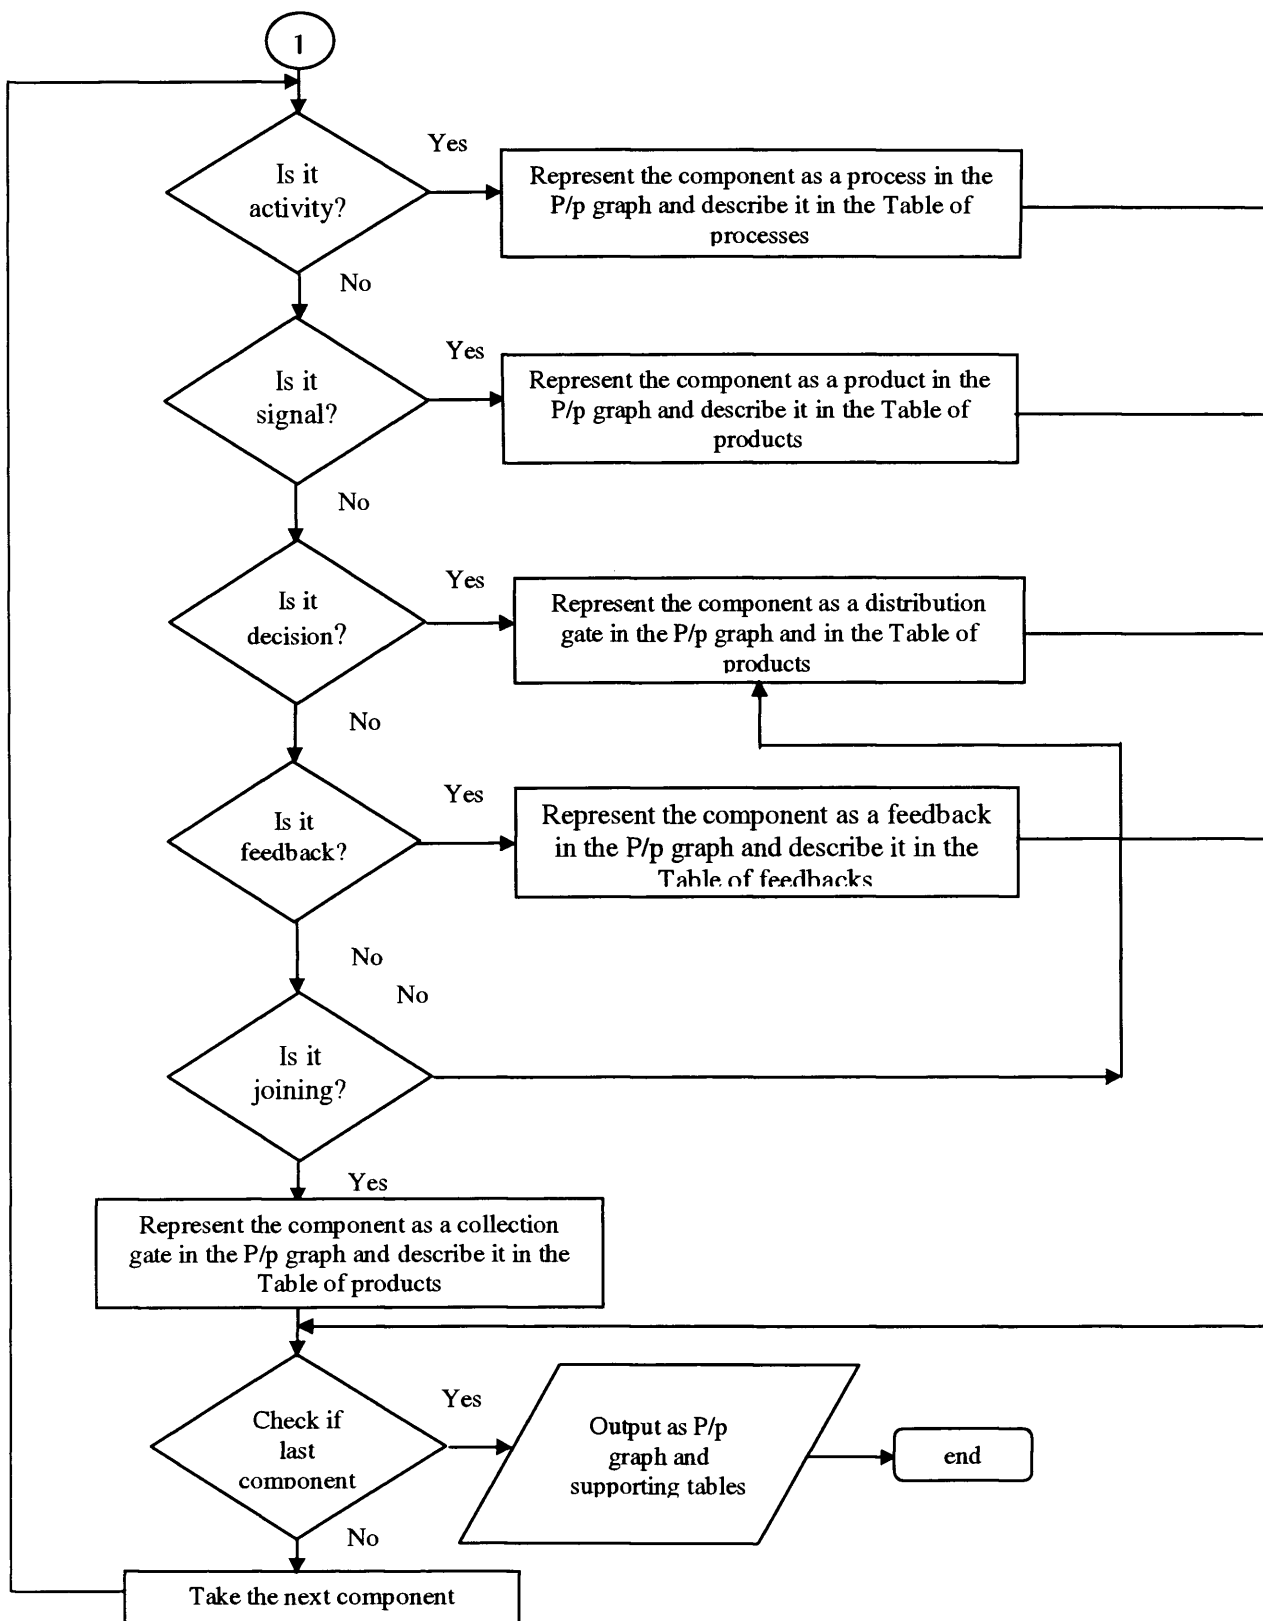 1
Is it
activity?
Yes
Represent the component as a process in the
P/p graph and describe it in the Table of
processes
No
Is it
signal?
Yes
Represent the component as a product in the
P/p graph and describe it in the Table of
products
No
Is it
decision?
Yes
Represent the component as a distribution
gate in the P/p graph and in the Table of
products
No
Is it
feedback?
Yes
Represent the component as a feedback
in the P/p graph and describe it in the
Table of feedbacks
No
No
Is it
joining?
Yes
Represent the component as a collection
gate in the P/p graph and describe it in the
Table of products
Check if
last
component
Yes
Output as P/p
graph and
supporting tables
end
No
Take the next component